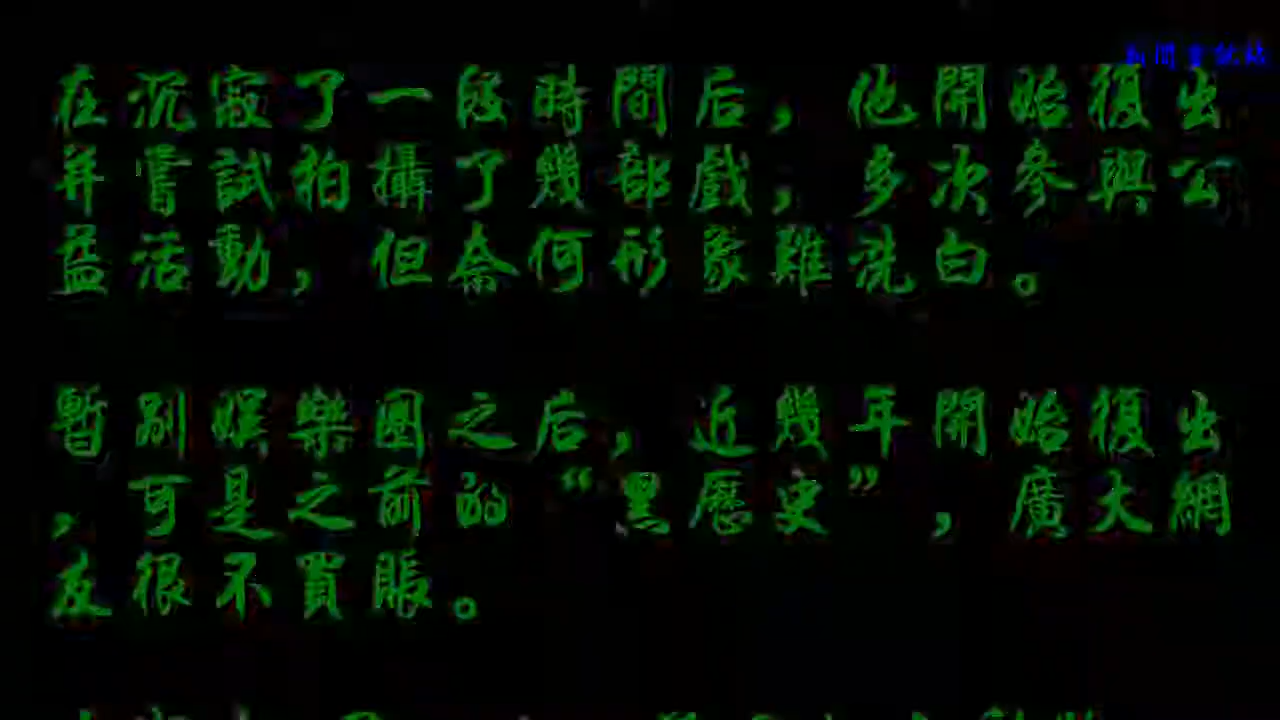 在沉寂了一段時間后，他開始復出
并嘗試拍攝了幾部戲；多次參與公
益活動，但奈何形象難洗白。
暫別娛樂圈之后，近幾年開始復出
，可是之前的“黑歷史”，廣大網
友很不買賬。